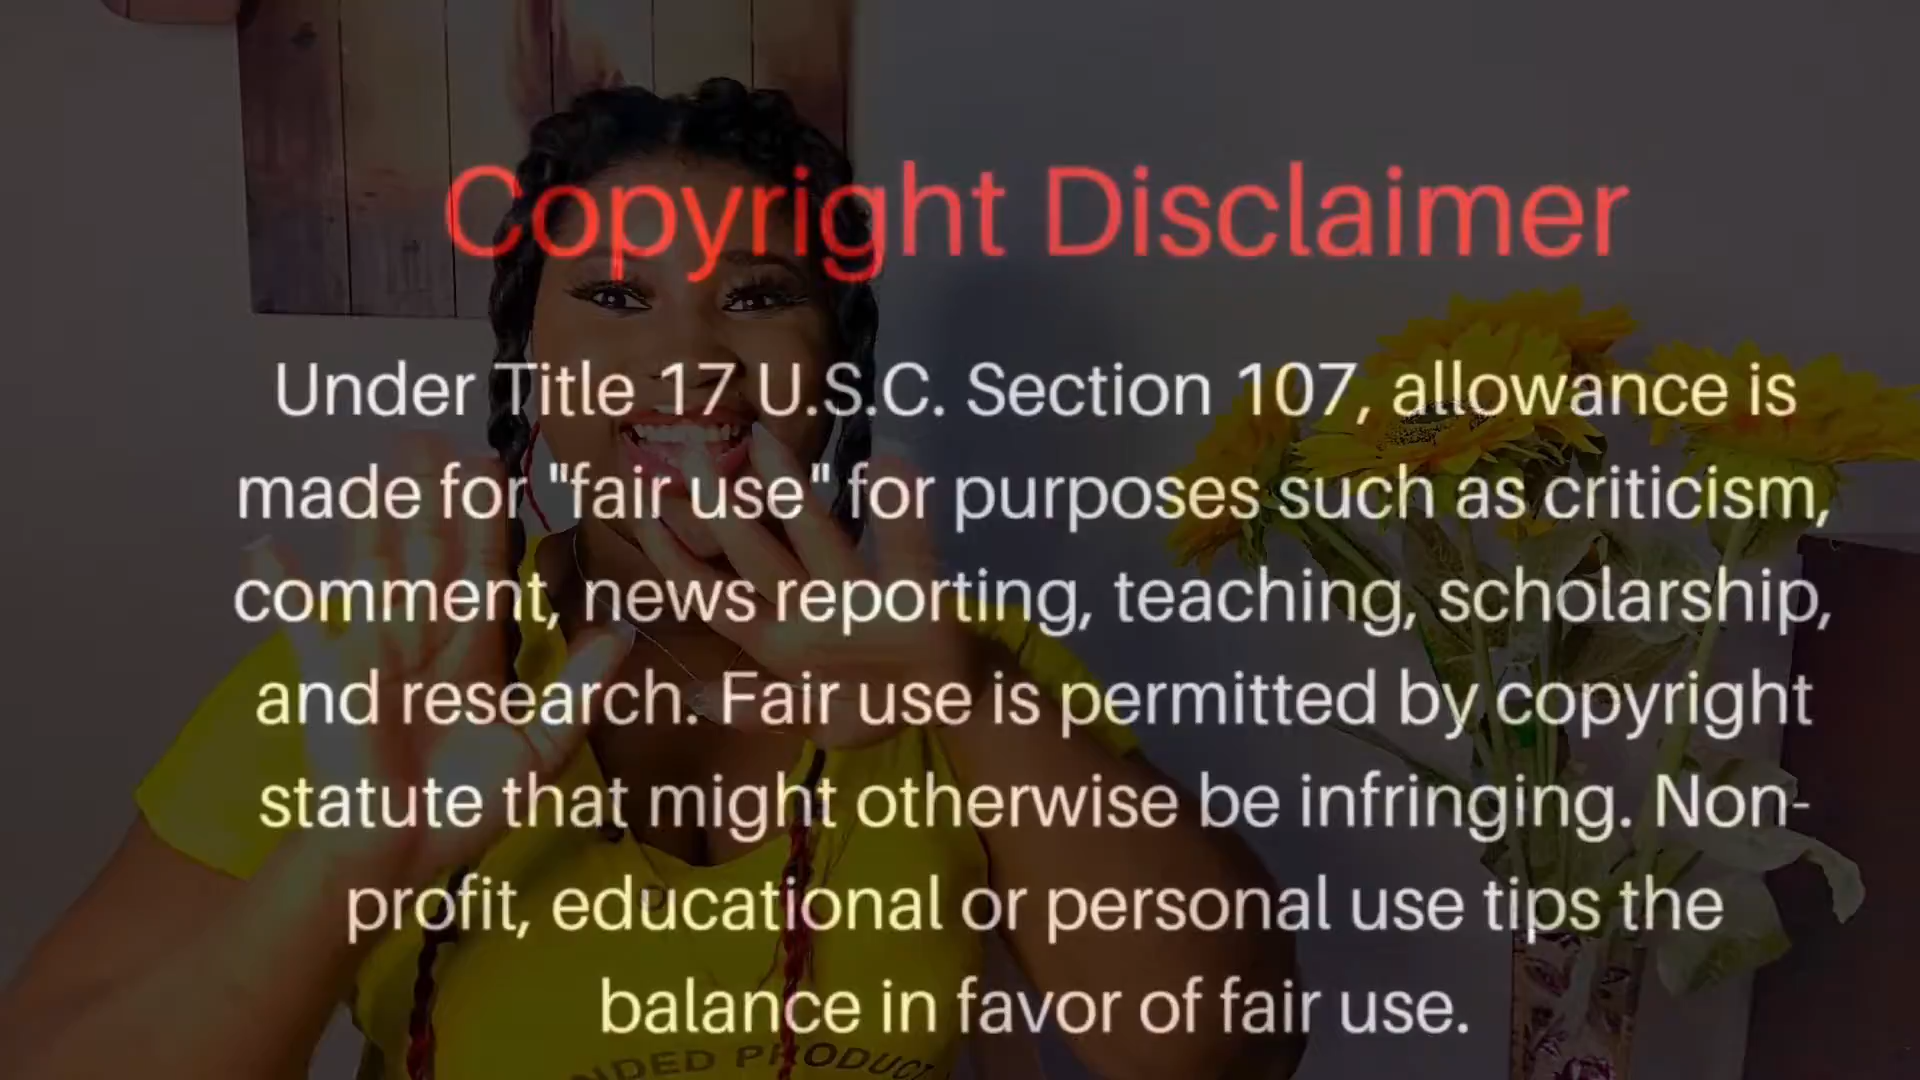 Copyright Disclaimer
Under Title 17 U.S.C. Section 107, allowance is
made for "fair use" for purposes such as criticism,
comment, news reporting, teaching, scholarship,
and research. Fair use is permitted by copyright
statute that might otherwise be infringing. Non-
profit, educational or personal use tips the
balance in favor of fair use.